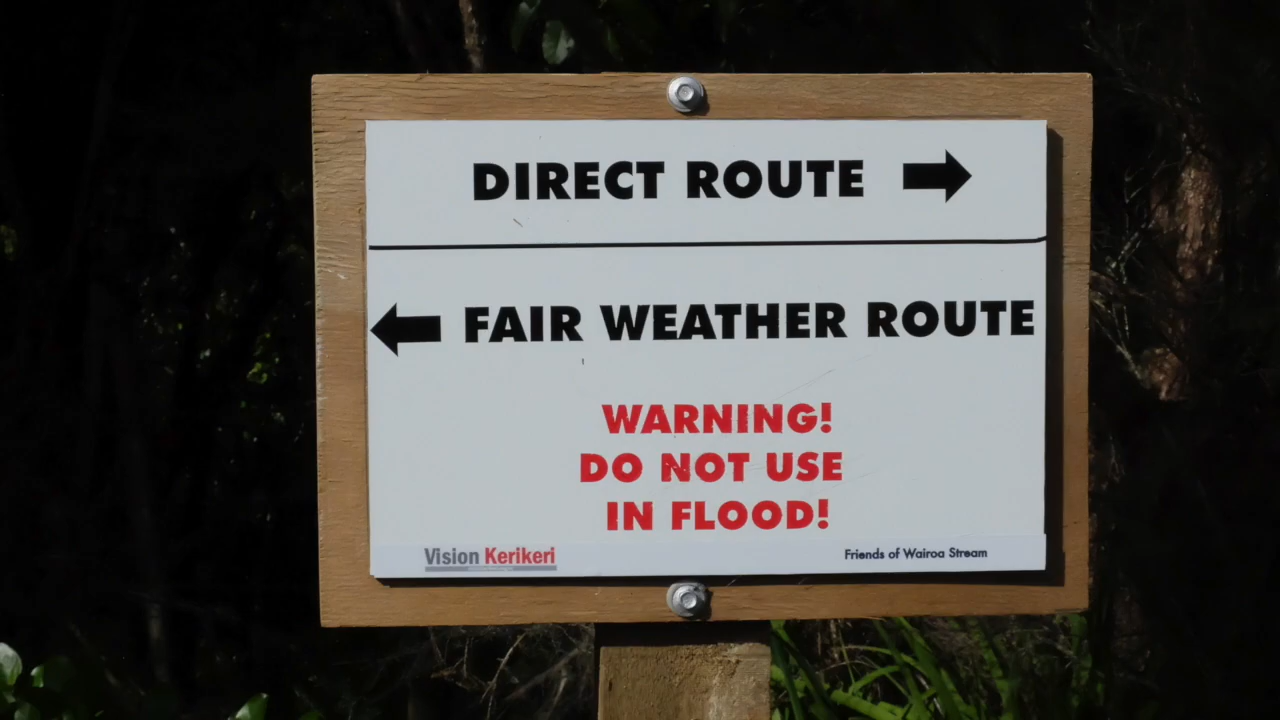 DIRECT ROUTE
FAIR WEATHER ROUTE
WARNING!
DO NOT USE
IN FLOOD!
Vision Kerikeri
Friends of Wairoa Stream